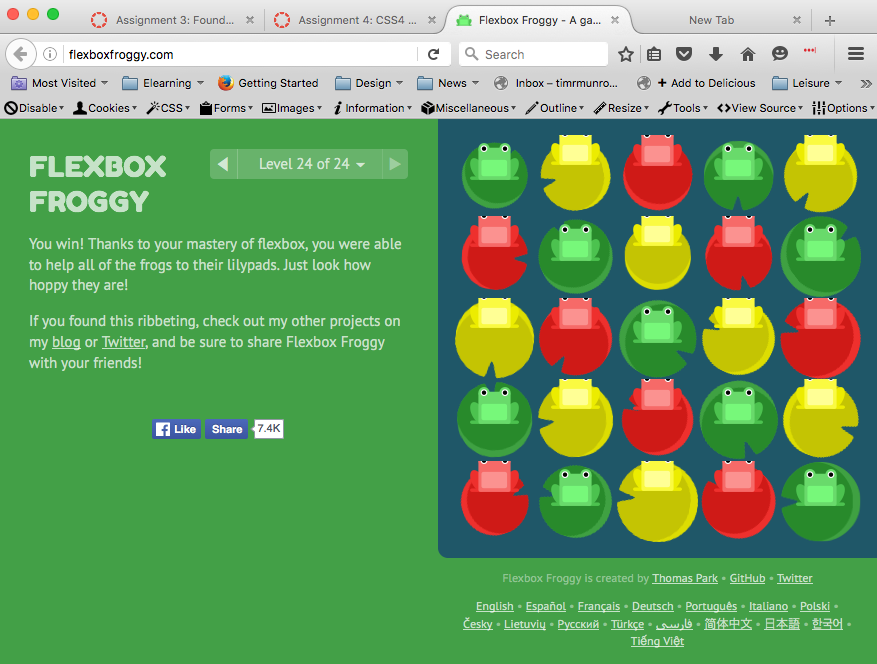 Assignment 3: Found...
Assignment 4: CSS4 ...
Flexbox Froggy - A ga...
New Tab
flexboxfroggy.com
Search
Most Visited
Elearning
Getting Started
Design
News
Inbox – timrmunro...
+ Add to Delicious
Leisure
Disable
Cookies
CSS
Forms
Images
Information
Miscellaneous
Outline
Resize
Tools
View Source
Options
FLEXBOX
FROGGY
Level 24 of 24
You win! Thanks to your mastery of flexbox, you were able
to help all of the frogs to their lilypads. Just look how
hoppy they are!
If you found this ribbeting, check out my other projects on
my blog or Twitter, and be sure to share Flexbox Froggy
with your friends!
Like
Share
7.4K
Flexbox Froggy is created by Thomas Park • GitHub • Twitter
English • Español • Français • Deutsch • Português • Italiano • Polski •
Česky • Lietuvių • Русский • Türkçe • فارسی • 简体中文 • 日本語 • 한국어 •
Tiếng Việt